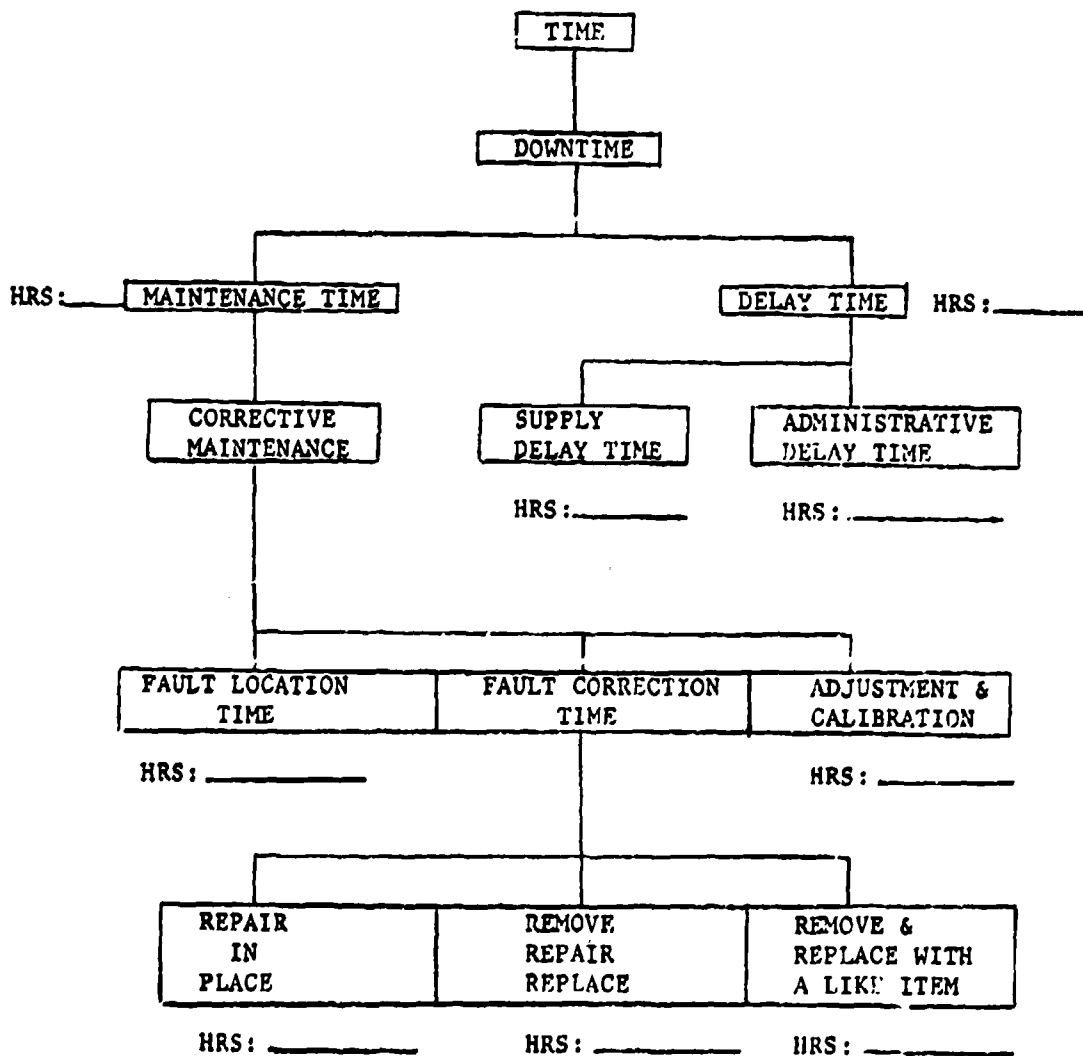 TIME
DOWNTIME
HRS:
MAINTENANCE TIME
DELAY TIME
HRS:
CORRECTIVE
MAINTENANCE
SUPPLY
DELAY TIME
HRS:
ADMINISTRATIVE
DELAY TIME
HRS:
FAULT LOCATION
TIME
HRS:
FAULT CORRECTION
TIME
ADJUSTMENT &
CALIBRATION
HRS:
REPAIR
IN
PLACE
HRS:
REMOVE
REPAIR
REPLACE
HRS:
REMOVE &
REPLACE WITH
A LIKE ITEM
HRS: